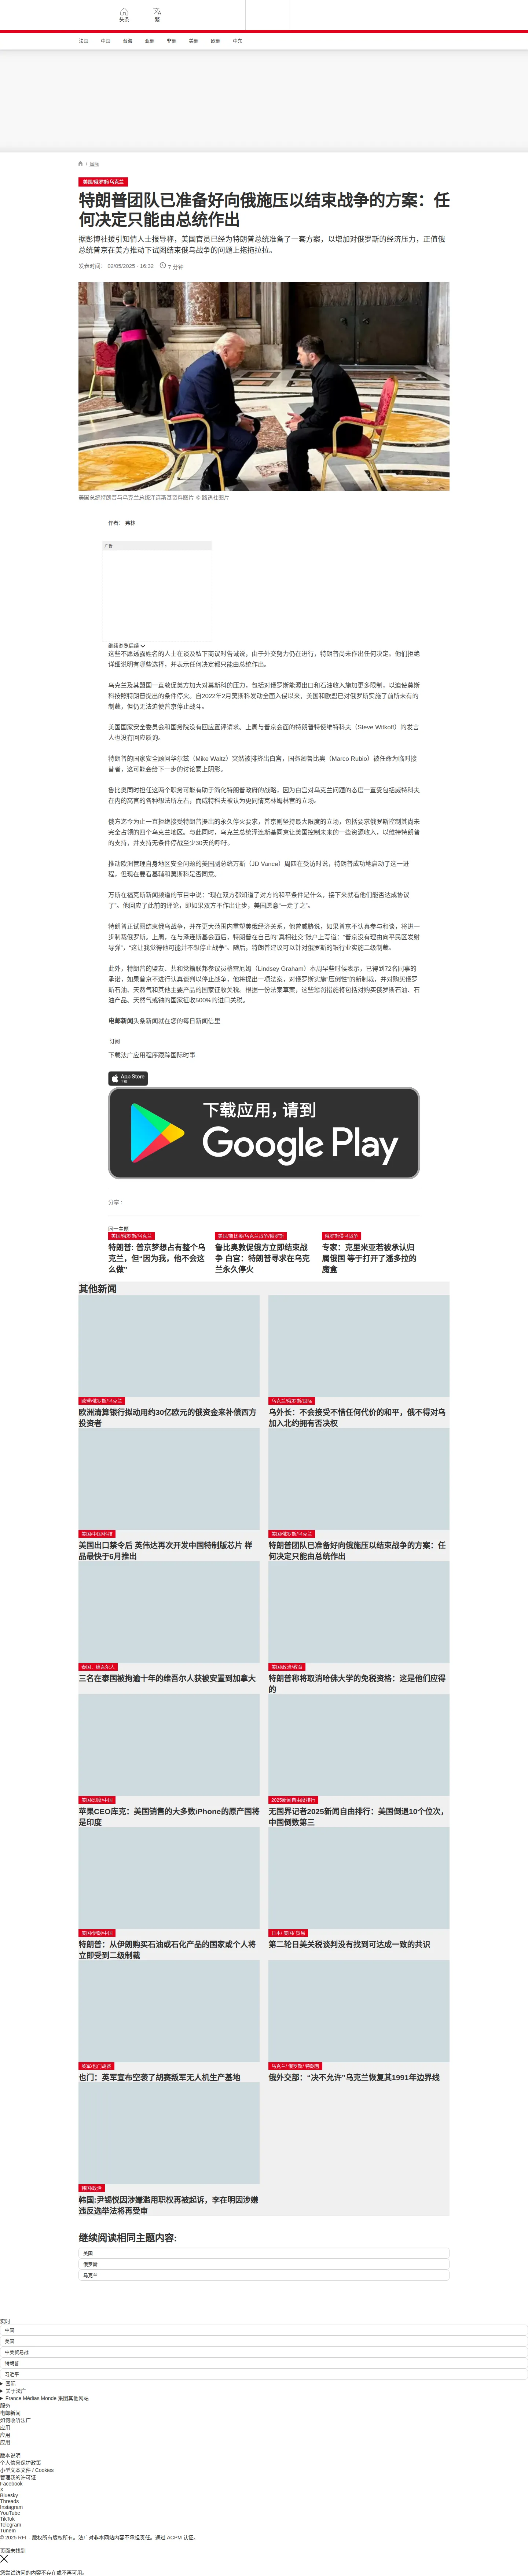 头条
繁
法国
中国
台海
亚洲
非洲
美洲
欧洲
中东
/ 国际
美国/俄罗斯/乌克兰
特朗普团队已准备好向俄施压以结束战争的方案：任
何决定只能由总统作出
据彭博社援引知情人士报导称，美国官员已经为特朗普总统准备了一套方案，以增加对俄罗斯的经济压力，正值俄
总统普京在美方推动下试图结束俄乌战争的问题上拖拖拉拉。
发表时间： 02/05/2025 - 16:32
7 分钟
美国总统特朗普与乌克兰总统泽连斯基资料图片 © 路透社图片
作者： 弗林
广告
继续浏览后续
这些不愿透露姓名的人士在谈及私下商议时告诫说，由于外交努力仍在进行，特朗普尚未作出任何决定。他们拒绝
详细说明有哪些选择，并表示任何决定都只能由总统作出。
乌克兰及其盟国一直敦促美方加大对莫斯科的压力，包括对俄罗斯能源出口和石油收入施加更多限制，以迫使莫斯
科按照特朗普提出的条件停火。自2022年2月莫斯科发动全面入侵以来，美国和欧盟已对俄罗斯实施了前所未有的
制裁，但仍无法迫使普京停止战斗。
美国国家安全委员会和国务院没有回应置评请求。上周与普京会面的特朗普特使维特科夫（Steve Witkoff）的发言
人也没有回应质询。
特朗普的国家安全顾问华尔兹（Mike Waltz）突然被排挤出白宫，国务卿鲁比奥（Marco Rubio）被任命为临时接
替者，这可能会给下一步的讨论蒙上阴影。
鲁比奥同时担任这两个职务可能有助于简化特朗普政府的战略，因为白宫对乌克兰问题的态度一直受包括威特科夫
在内的高官的各种想法所左右，而威特科夫被认为更同情克林姆林宫的立场。
俄方迄今为止一直拒绝接受特朗普提出的永久停火要求，普京则坚持最大限度的立场，包括要求俄罗斯控制其尚未
完全占领的四个乌克兰地区。与此同时，乌克兰总统泽连斯基同意让美国控制未来的一些资源收入，以维持特朗普
的支持，并支持无条件停战至少30天的呼吁。
推动欧洲管理自身地区安全问题的美国副总统万斯（JD Vance）周四在受访时说，特朗普成功地启动了这一进
程，但现在要看基辅和莫斯科是否同意。
万斯在福克斯新闻频道的节目中说：“现在双方都知道了对方的和平条件是什么，接下来就看他们能否达成协议
了”。他回应了此前的评论，即如果双方不作出让步，美国愿意“一走了之”。
特朗普正试图结束俄乌战争，并在更大范围内重塑美俄经济关系，他曾威胁说，如果普京不认真参与和谈，将进一
步制裁俄罗斯。上周，在与泽连斯基会面后，特朗普在自己的“真相社交”账户上写道：“普京没有理由向平民区发射
导弹”，“这让我觉得他可能并不想停止战争”。随后，特朗普建议可以针对俄罗斯的银行业实施二级制裁。
此外，特朗普的盟友、共和党籍联邦参议员格雷厄姆（Lindsey Graham）本周早些时候表示，已得到72名同事的
承诺，如果普京不进行认真谈判以停止战争，他将提出一项法案，对俄罗斯实施“压倒性”的新制裁，并对购买俄罗
斯石油、天然气和其他主要产品的国家征收关税。根据一份法案草案，这些惩罚措施将包括对购买俄罗斯石油、石
油产品、天然气或铀的国家征收500%的进口关税。
电邮新闻头条新闻就在您的每日新闻信里
订阅
下载法广应用程序跟踪国际时事
App Store
下载
下载应用，请到
Google Play
分享 :
同一主题
美国/俄罗斯/乌克兰
特朗普: 普京梦想占有整个乌
克兰，但“因为我，他不会这
么做”
美国/鲁比奥/乌克兰战争/俄罗斯
鲁比奥敦促俄方立即结束战
争 白宫：特朗普寻求在乌克
兰永久停火
俄罗斯侵乌战争
专家：克里米亚若被承认归
属俄国 等于打开了潘多拉的
魔盒
其他新闻
欧盟/俄罗斯/乌克兰
欧洲清算银行拟动用约30亿欧元的俄资金来补偿西方
投资者
乌克兰/俄罗斯/国际
乌外长：不会接受不惜任何代价的和平，俄不得对乌
加入北约拥有否决权
美国/中国/科技
美国出口禁令后 英伟达再次开发中国特制版芯片 样
品最快于6月推出
美国/俄罗斯/乌克兰
特朗普团队已准备好向俄施压以结束战争的方案：任
何决定只能由总统作出
泰国、维吾尔人
三名在泰国被拘逾十年的维吾尔人获被安置到加拿大
美国/政治/教育
特朗普称将取消哈佛大学的免税资格：这是他们应得
的
美国/印度/中国
苹果CEO库克：美国销售的大多数iPhone的原产国将
是印度
2025新闻自由度排行
无国界记者2025新闻自由排行：美国倒退10个位次，
中国倒数第三
美国/伊朗/中国
特朗普：从伊朗购买石油或石化产品的国家或个人将
立即受到二级制裁
日本/ 美国/ 贸易
第二轮日美关税谈判没有找到可达成一致的共识
英军/也门胡赛
也门：英军宣布空袭了胡赛叛军无人机生产基地
乌克兰/ 俄罗斯/ 特朗普
俄外交部：“决不允许”乌克兰恢复其1991年边界线
韩国/政治
韩国:尹锡悦因涉嫌滥用职权再被起诉，李在明因涉嫌
违反选举法将再受审
继续阅读相同主题内容:
美国
俄罗斯
乌克兰
实时
中国
美国
中美贸易战
特朗普
习近平
国际
关于法广
France Médias Monde 集团其他网站
服务
电邮新闻
如何收听法广
应用
应用
应用
版本说明
个人信息保护政策
小型文本文件 / Cookies
管理我的许可证
Facebook
X
Bluesky
Threads
Instagram
YouTube
TikTok
Telegram
TuneIn
© 2025 RFI – 版权所有版权所有。法广对非本网站内容不承担责任。通过 ACPM 认证。
页面未找到
您尝试访问的内容不存在或不再可用。